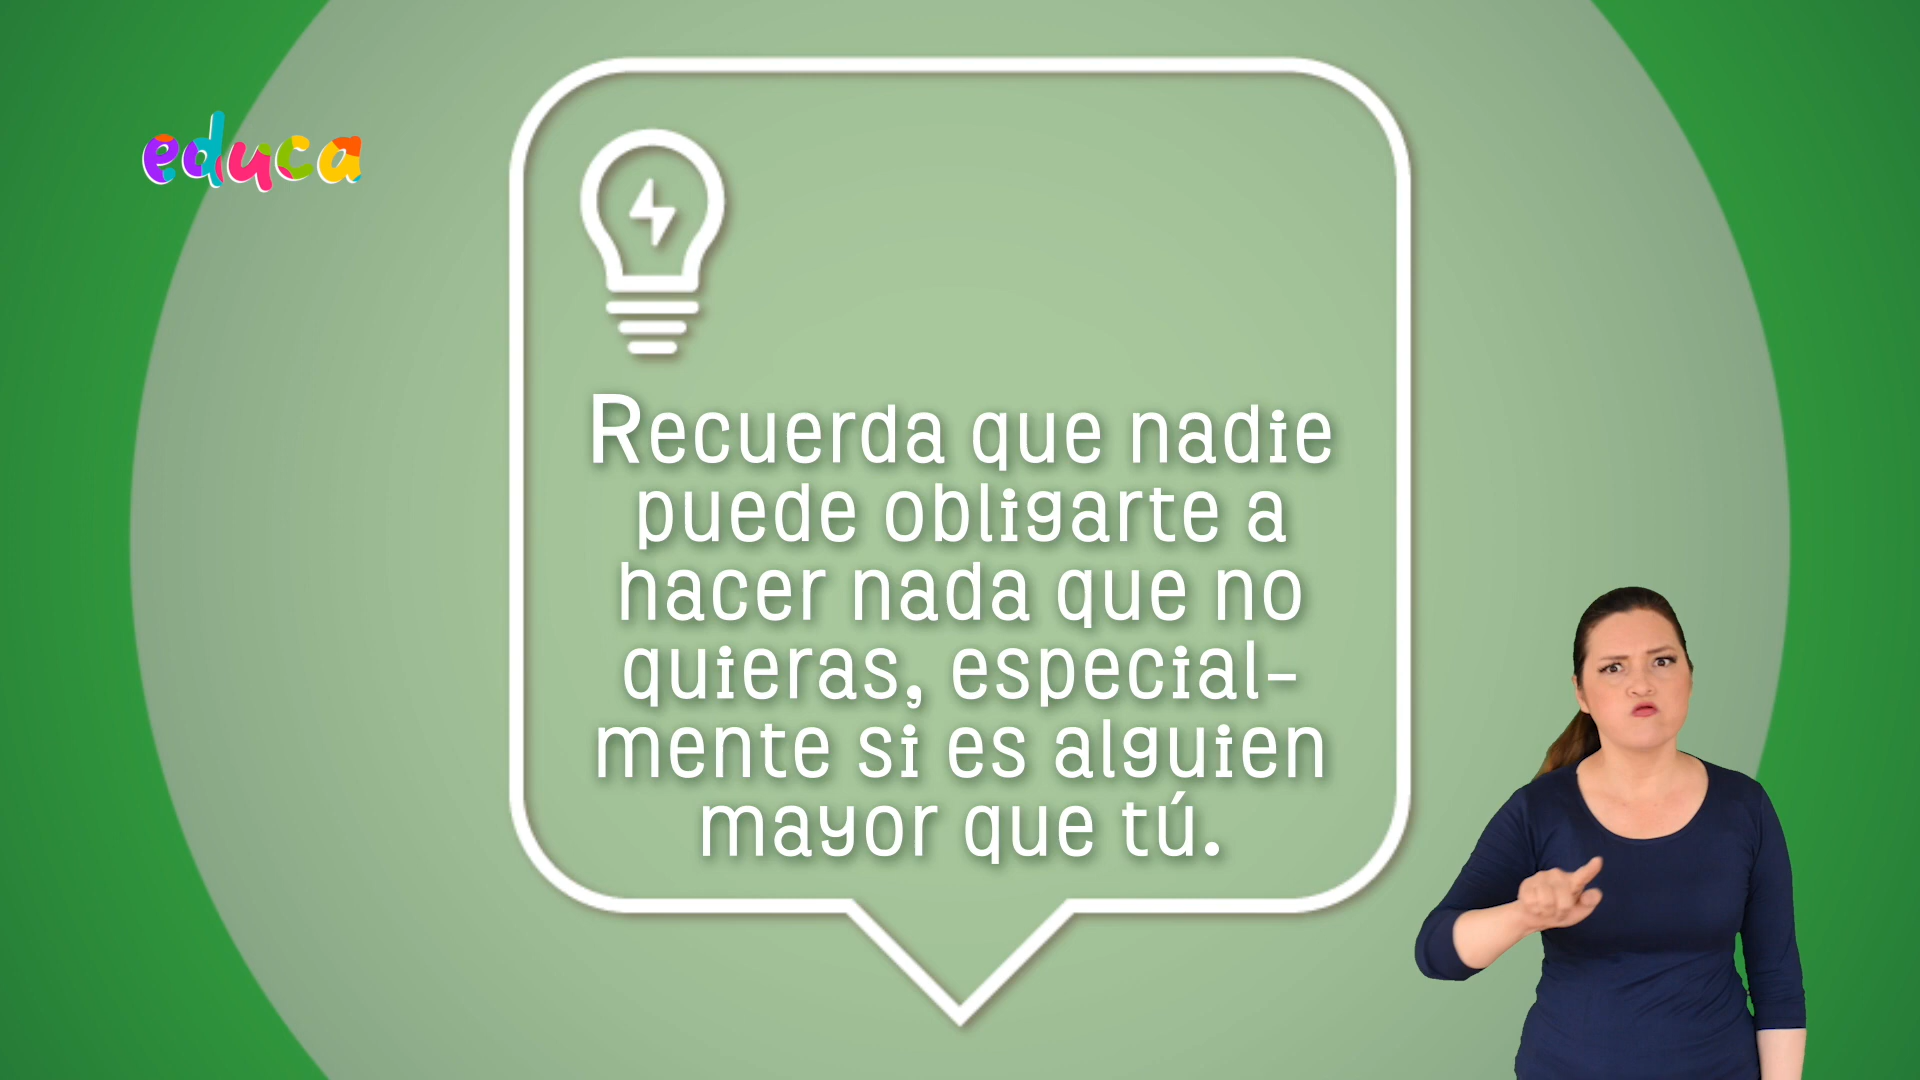 educa
Recuerda que nadie
puede obligarte a
hacer nada que no
quieras, especial-
mente si es alguien
mayor que tú.